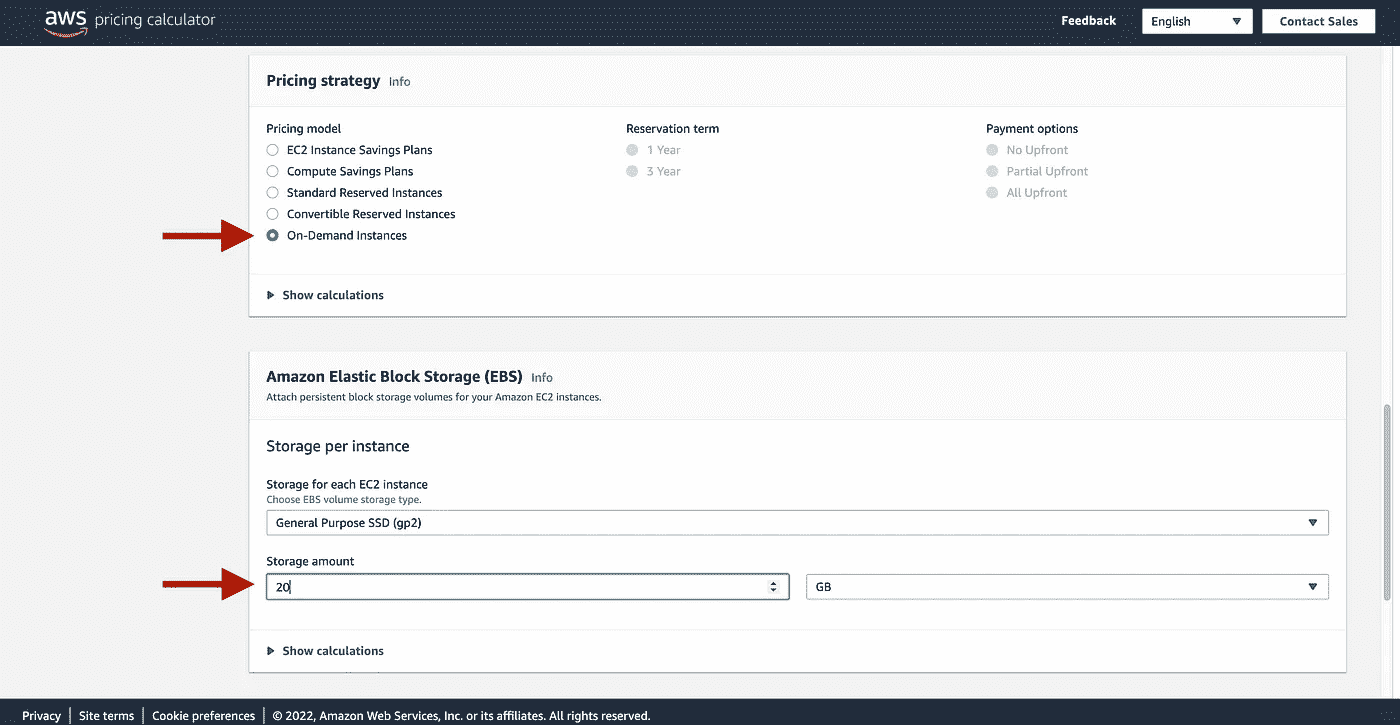 aws pricing calculator
Feedback
English
Contact Sales
Pricing strategy Info
Pricing model
EC2 Instance Savings Plans
Compute Savings Plans
Standard Reserved Instances
Convertible Reserved Instances
On-Demand Instances
Reservation term
1 Year
3 Year
Payment options
No Upfront
Partial Upfront
All Upfront
Show calculations
Amazon Elastic Block Storage (EBS) Info
Attach persistent block storage volumes for your Amazon EC2 instances.
Storage per instance
Storage for each EC2 instance
Choose EBS volume storage type.
General Purpose SSD (gp2)
Storage amount
20
GB
Show calculations
Privacy | Site terms | Cookie preferences | © 2022, Amazon Web Services, Inc. or its affiliates. All rights reserved.